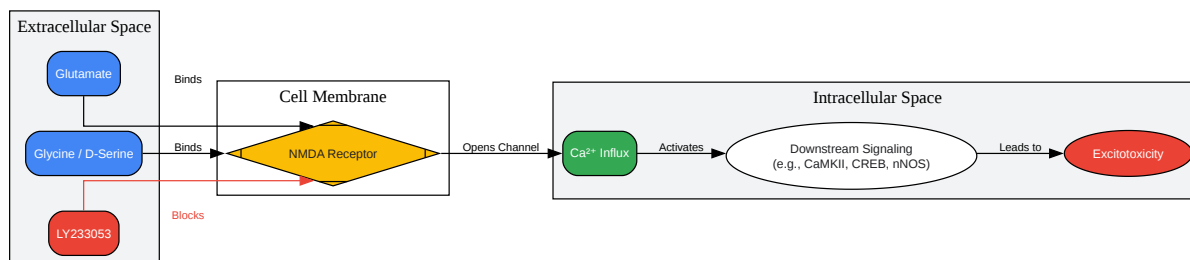 Extracellular Space
Glutamate
Binds
Cell Membrane
Intracellular Space
Glycine / D-Serine
Binds
NMDA Receptor
Opens Channel
Ca²⁺ Influx
Activates
Downstream Signaling
(e.g., CaMKII, CREB, nNOS)
Leads to
Excitotoxicity
Blocks
LY233053